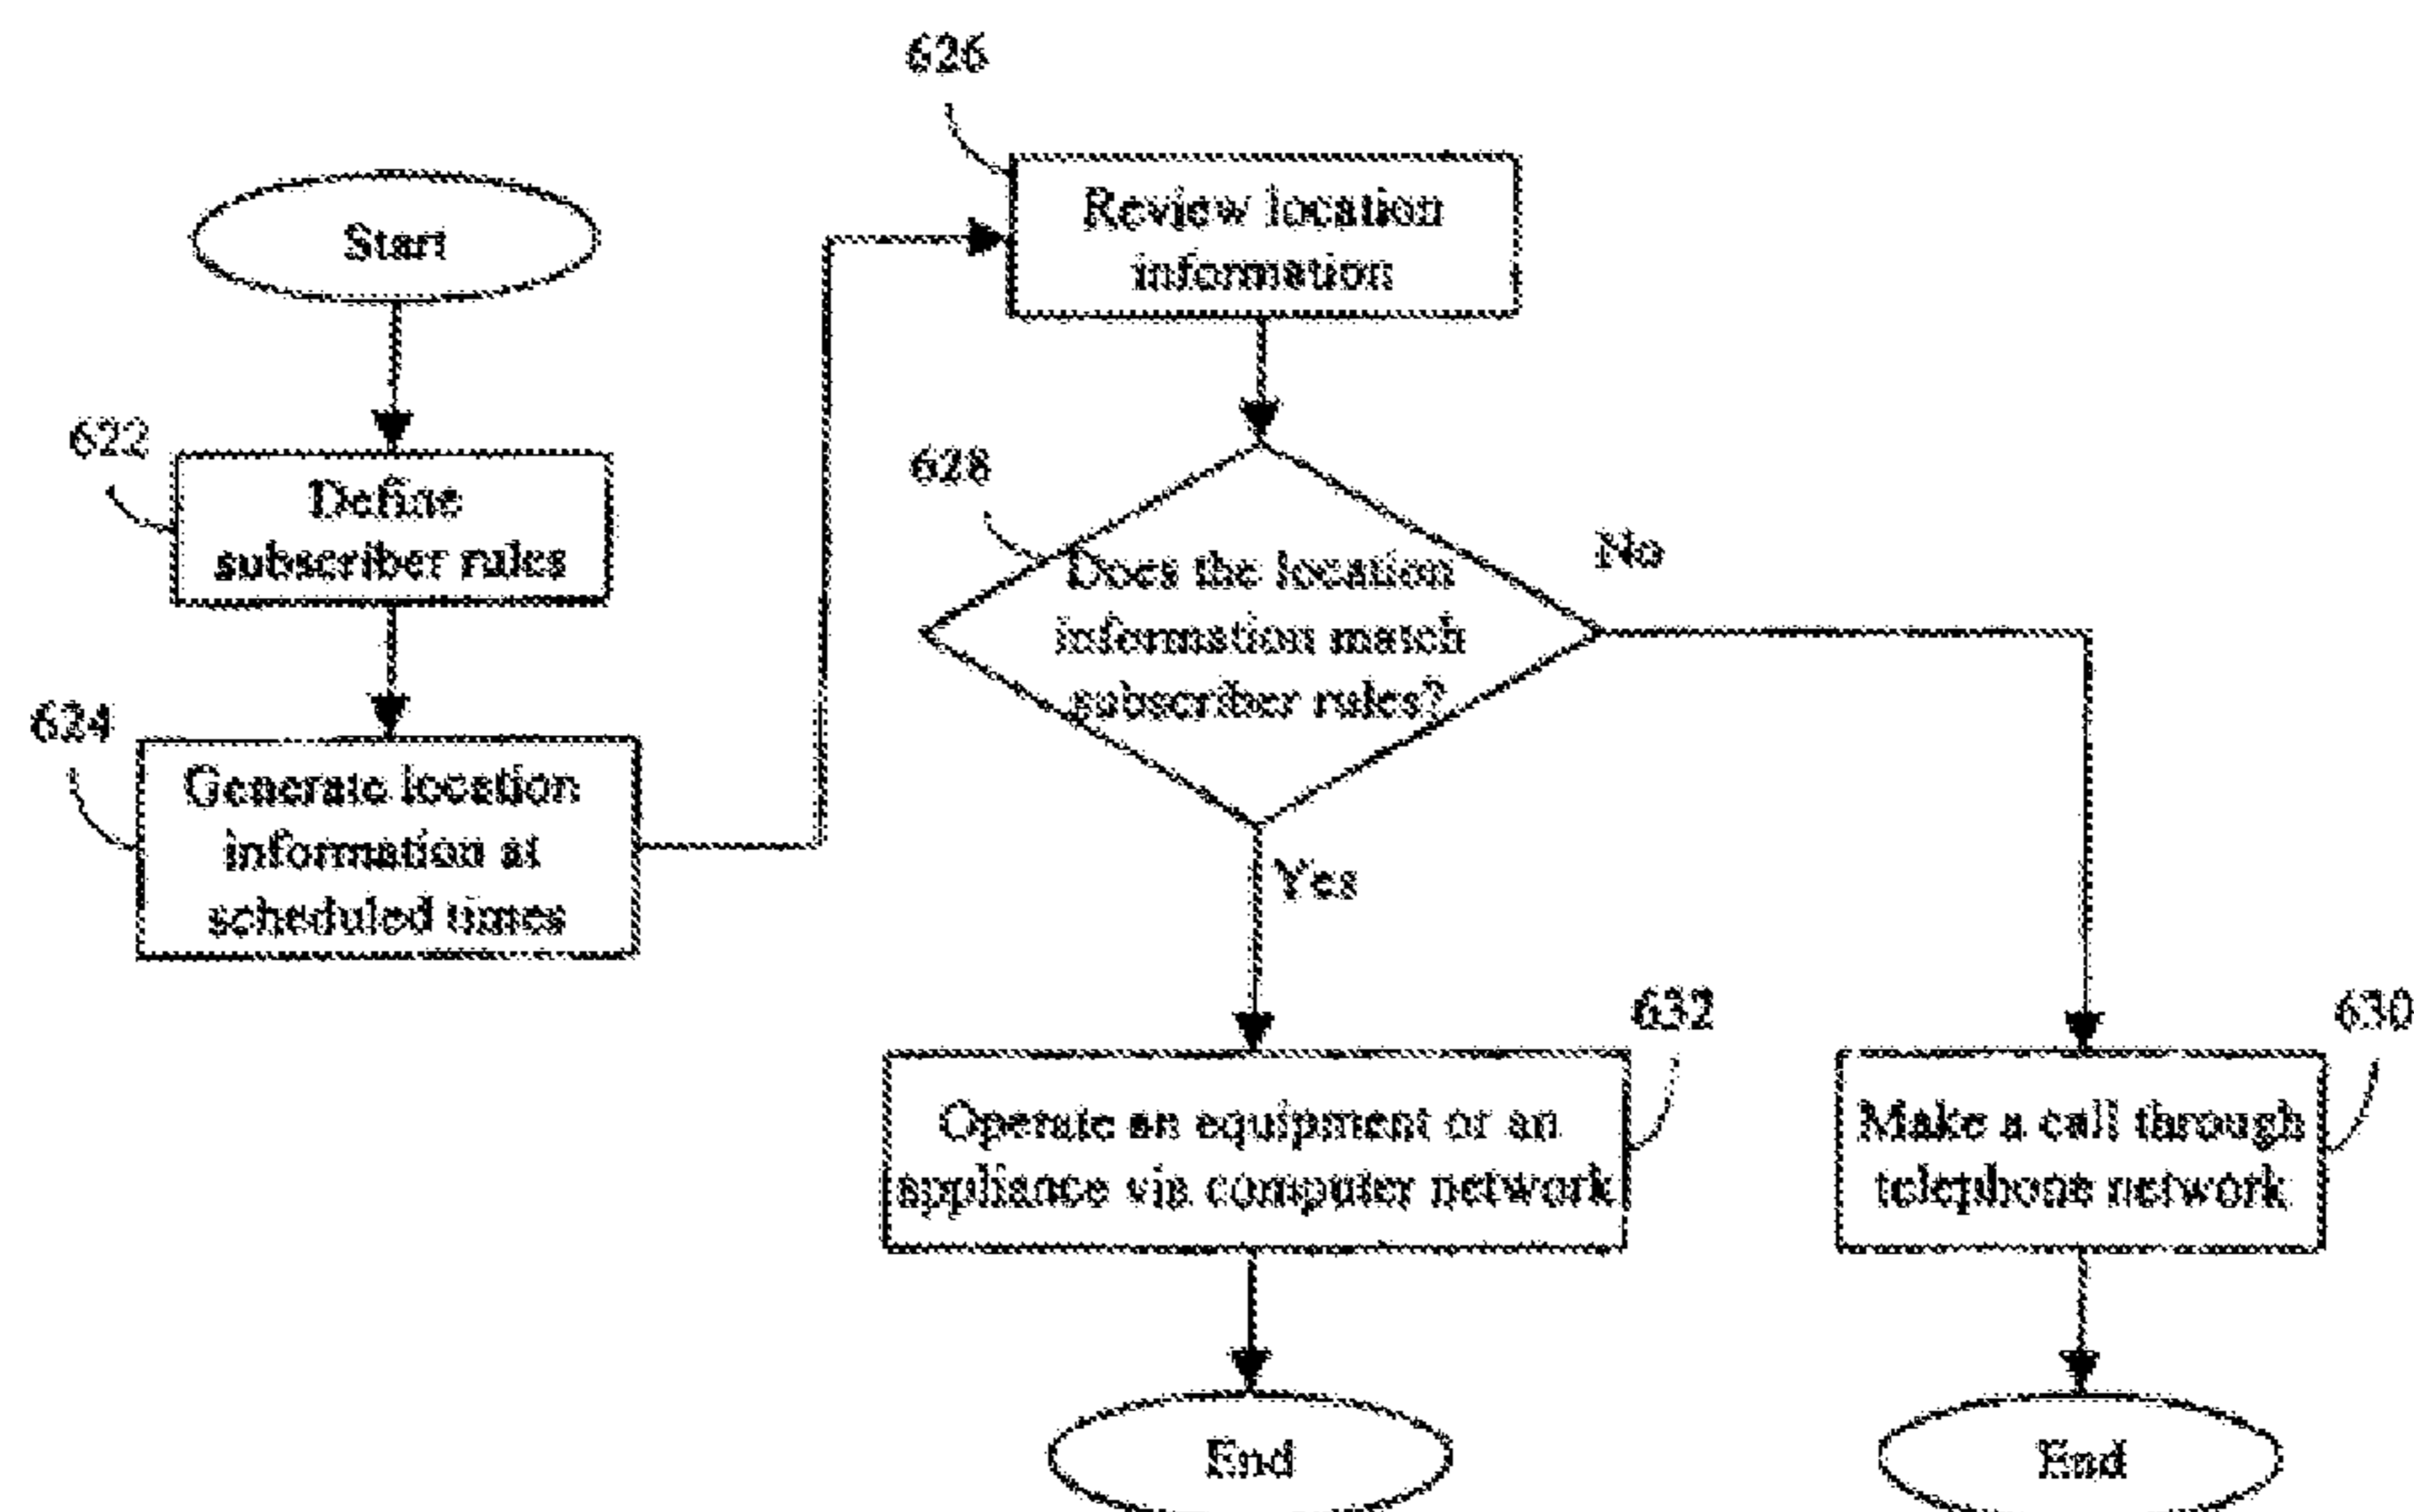 Start
622
Define
subscriber rules
624
Generate location
information at
scheduled times
626
Review location
information
628
Does the location
information match
subscriber rules?
No
Yes
632
Operate an equipment or an
appliance via computer network
End
630
Make a call through
telephone network
End